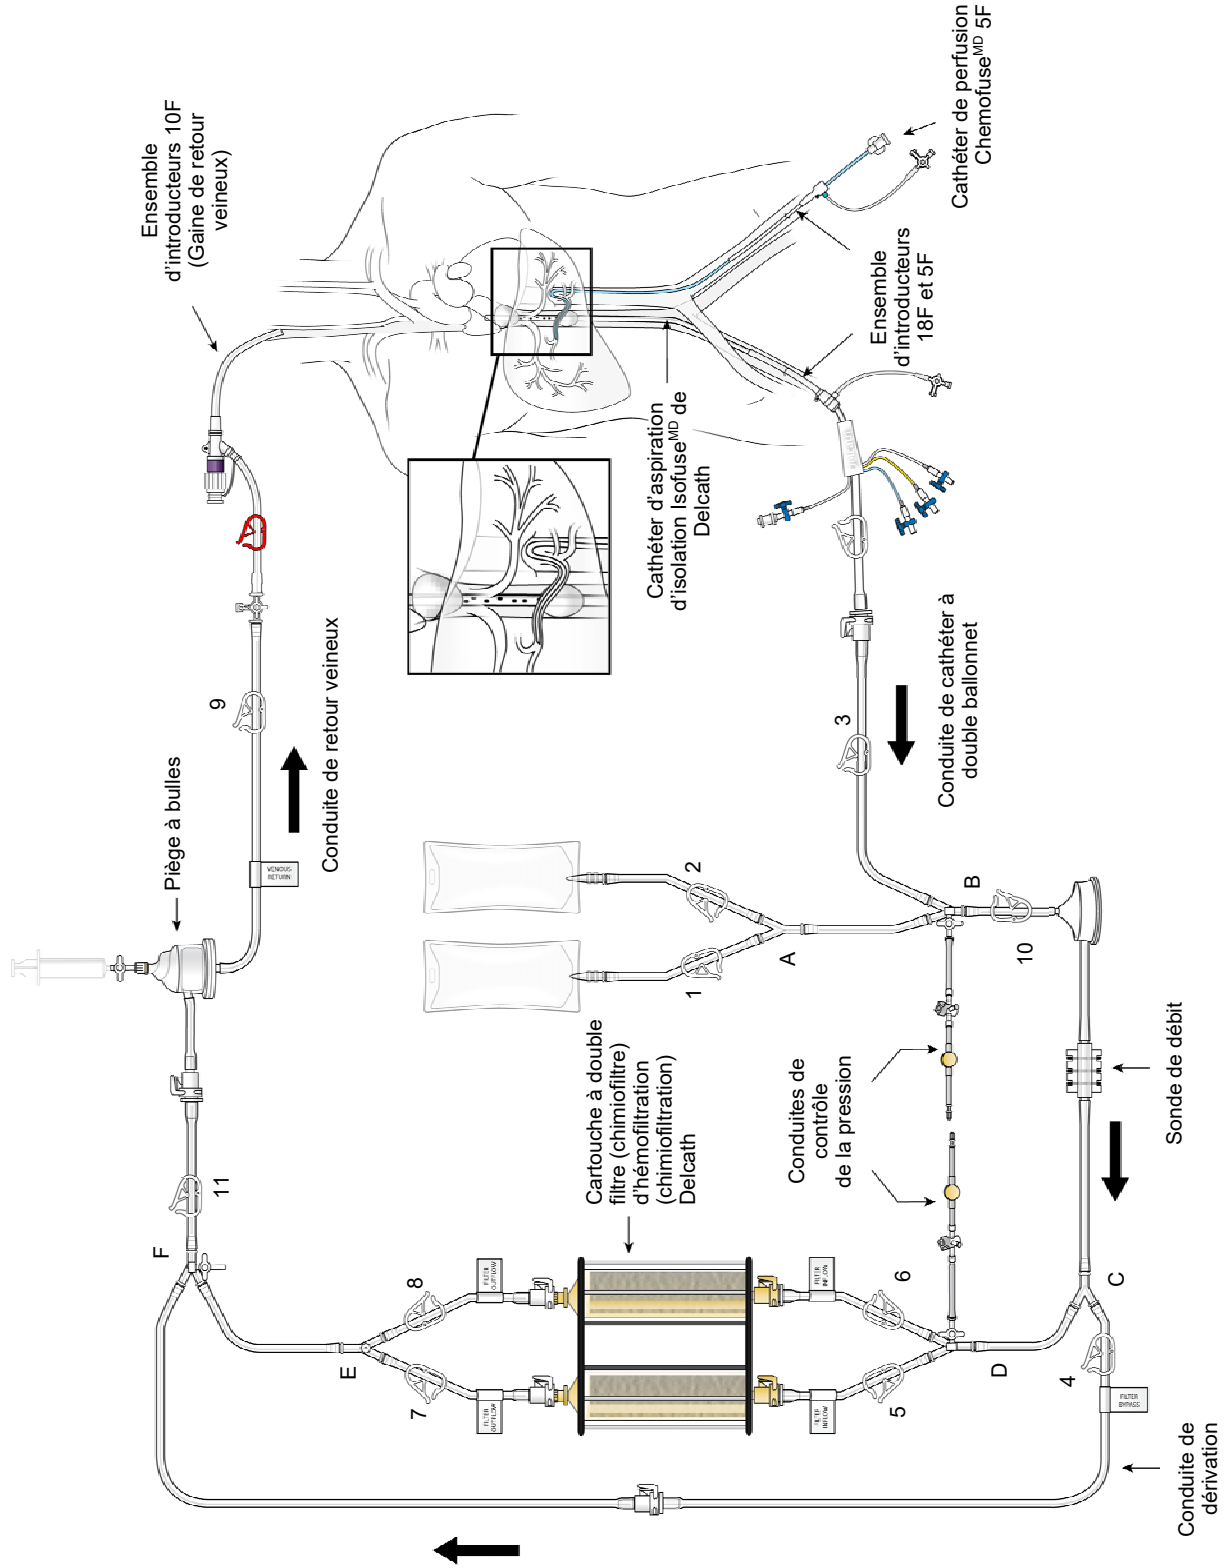 Ensemble
d'introducteurs 10F
(Gaine de retour
veineux)
Cathéter de perfusion
Chemofuse^MD 5F
Ensemble
d'introducteurs
18F et 5F
Cathéter d'aspiration
d'isolation Isofuse^MD de
Delcath
9
Conduite de retour veineux
Piège à bulles
VENOUS
RETURN
3
Conduite de cathéter à
double ballonnet
2
1
A
B
10
Sonde de débit
Conduites de
contrôle
de la pression
Cartouche à double
filtre (chimiofiltre)
d'hémofiltration
(chimiofiltration)
Delcath
11
F
8
7
E
FILTER
OUTFLOW
FILTER
OUTFLOW
FILTER
INFLOW
FILTER
INFLOW
6
5
D
C
4
FILTER
BYPASS
Conduite de
dérivation